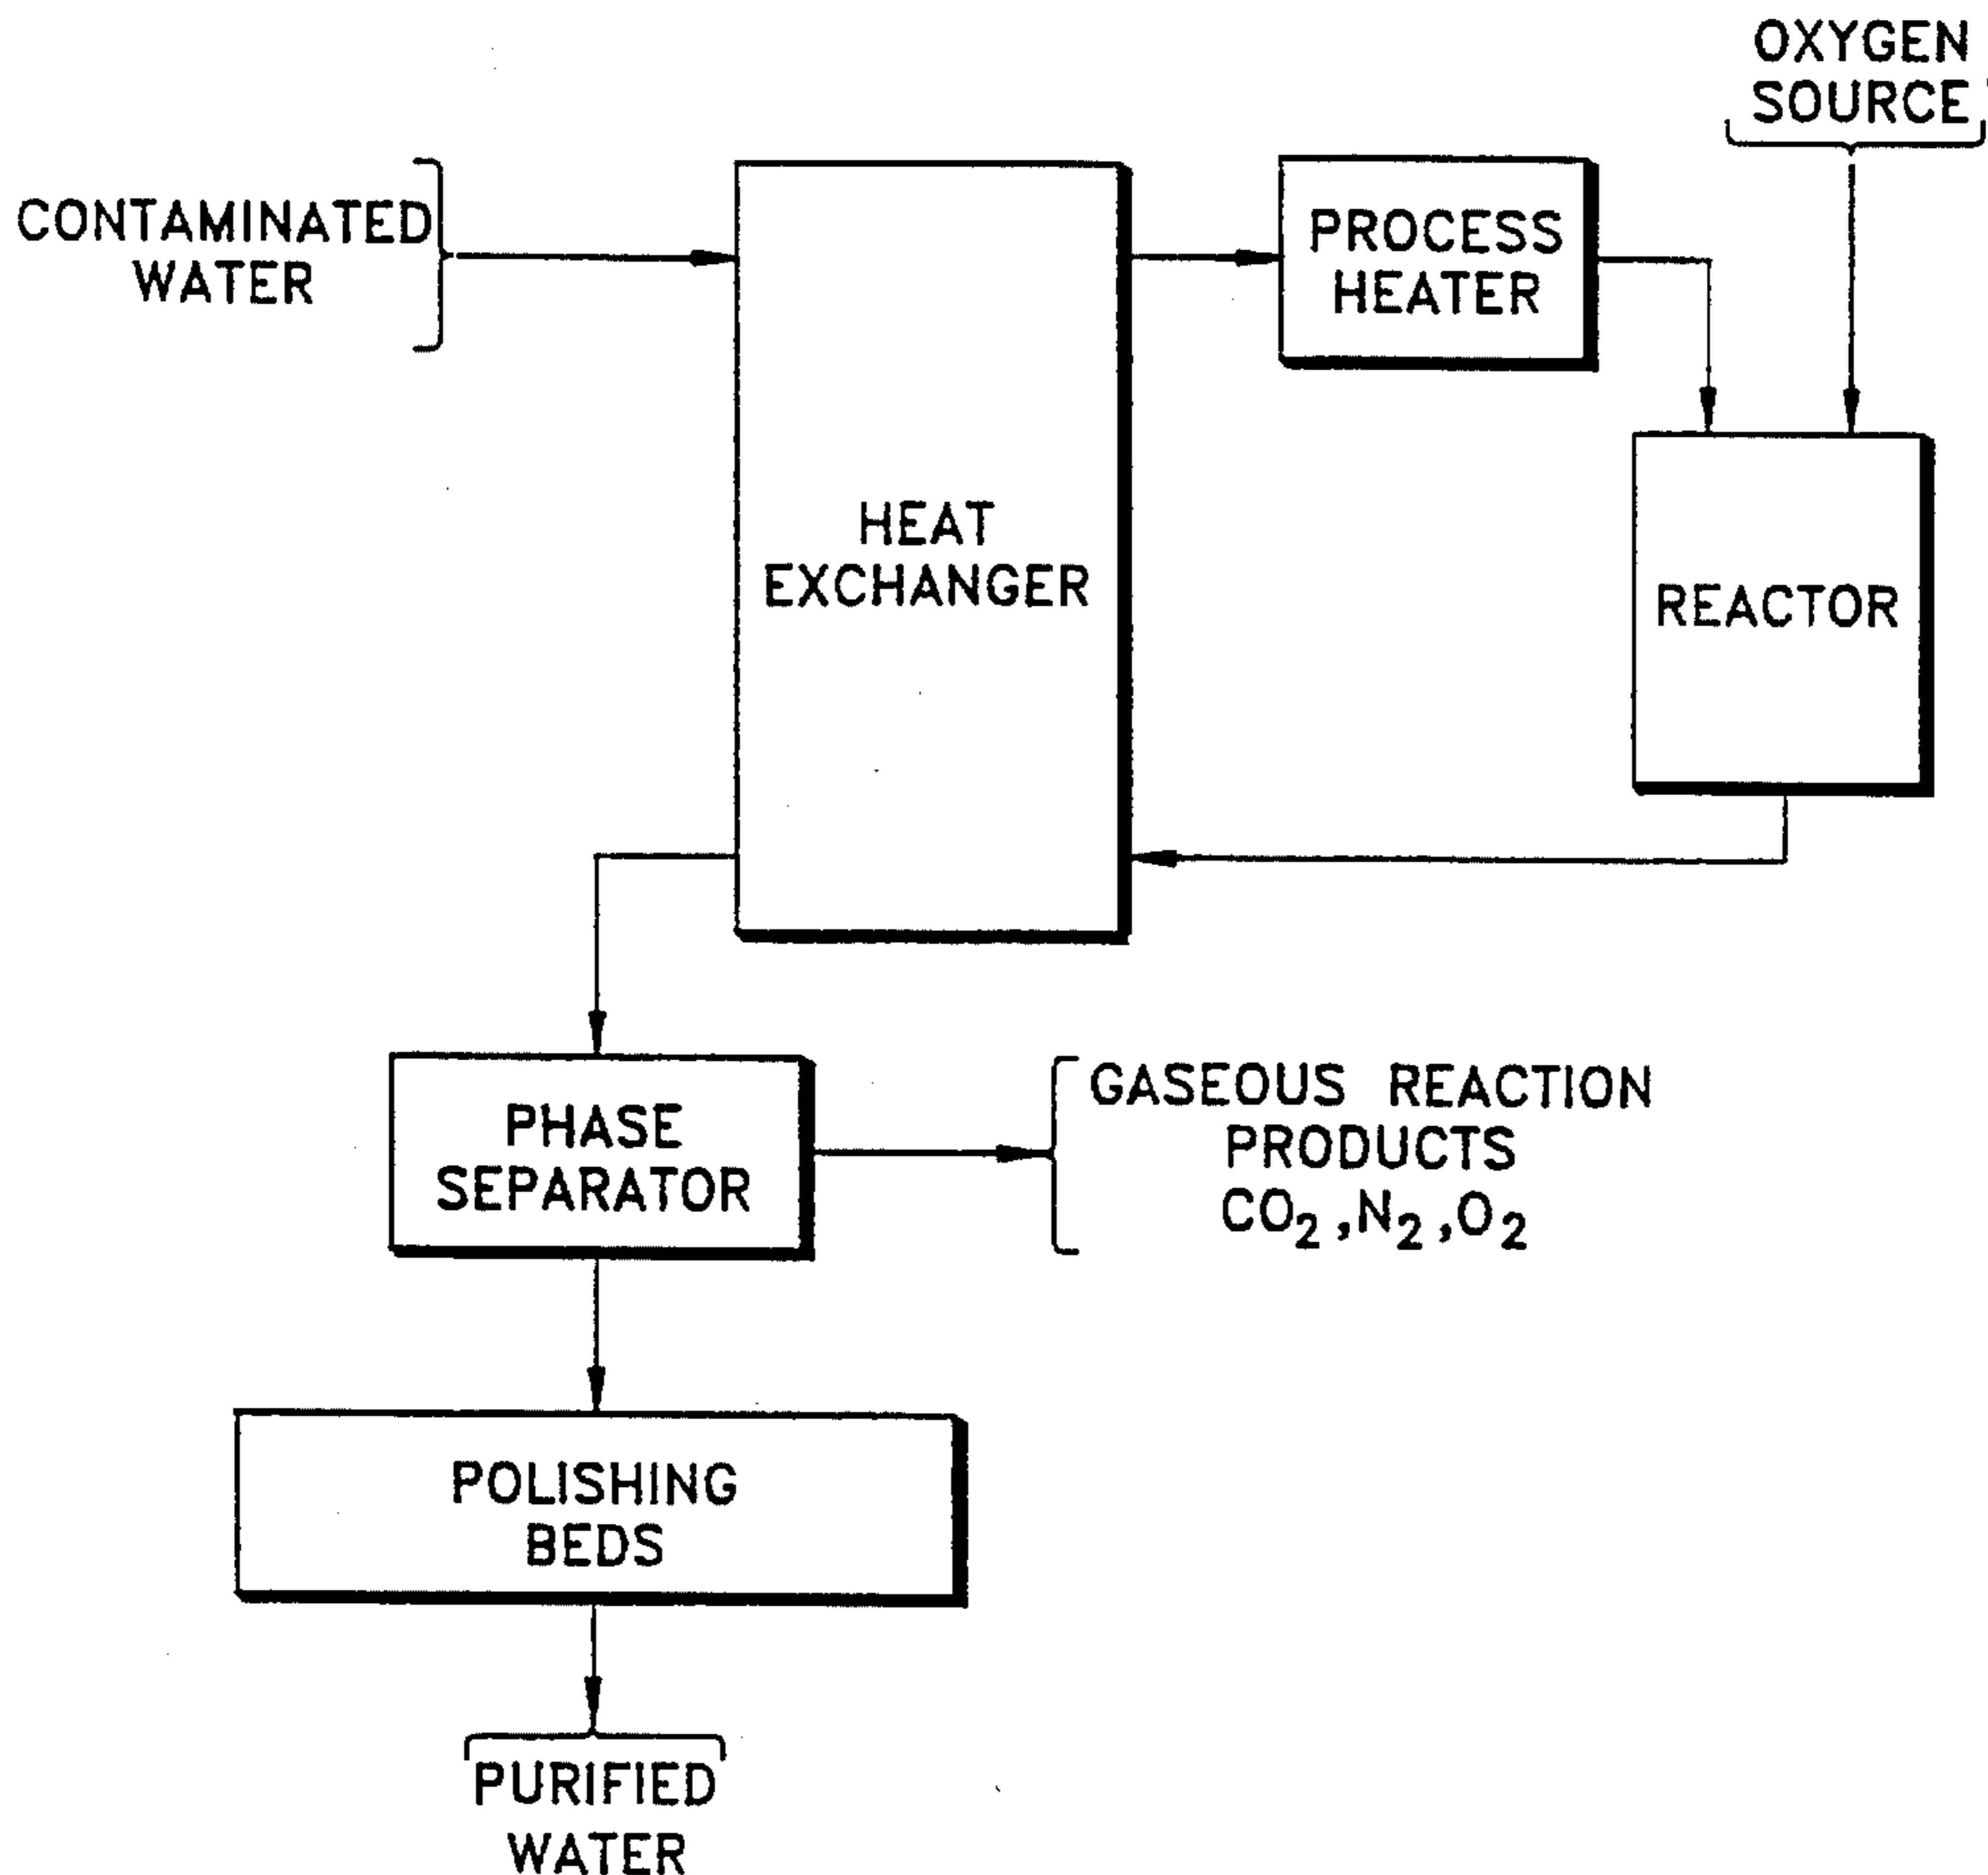 OXYGEN
SOURCE
CONTAMINATED
WATER
PROCESS
HEATER
HEAT
EXCHANGER
REACTOR
PHASE
SEPARATOR
GASEOUS REACTION
PRODUCTS
CO₂,N₂,O₂
POLISHING
BEDS
PURIFIED
WATER